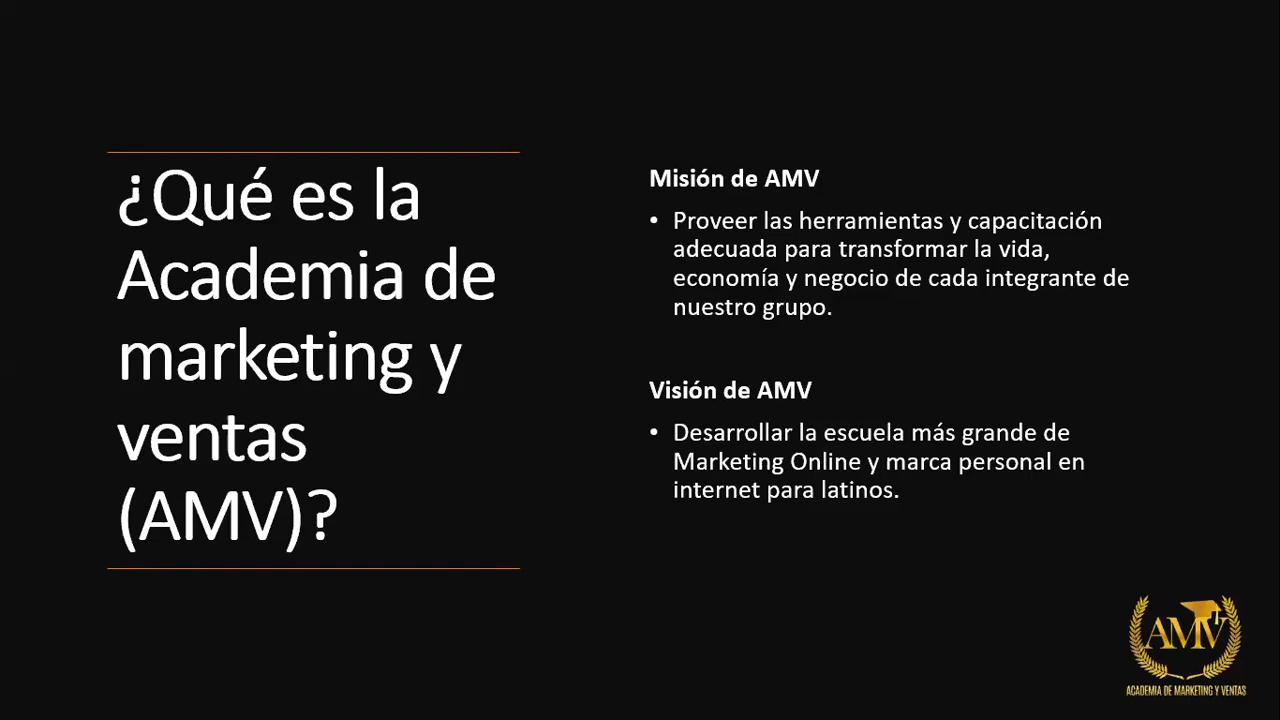 ¿Qué es la
Academia de
marketing y
ventas
(AMV)?
Misión de AMV
• Proveer las herramientas y capacitación
adecuada para transformar la vida,
economía y negocio de cada integrante de
nuestro grupo.
Visión de AMV
• Desarrollar la escuela más grande de
Marketing Online y marca personal en
internet para latinos.
AMV
ACADEMIA DE MARKETING Y VENTAS